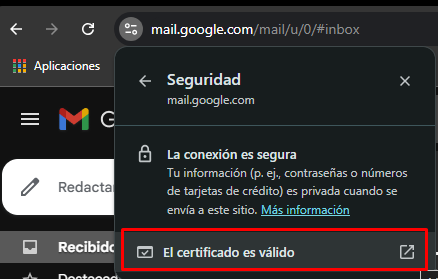 mail.google.com/mail/u/0/#inbox
Aplicaciones
Seguridad
mail.google.com
La conexión es segura
Tu información (p. ej., contraseñas o números
de tarjetas de crédito) es privada cuando se
envía a este sitio. Más información
El certificado es válido
G
Redactar
Recibido